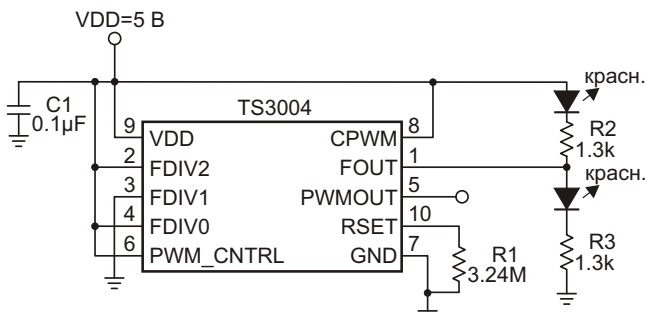 VDD=5 В
C1
0.1µF
TS3004
9 VDD
2 FDIV2
3 FDIV1
4 FDIV0
6 PWM_CNTRL
CPWM 8
FOUT 1
PWMOUT 5
RSET 10
GND 7
R1
3.24M
красн.
R2
1.3k
красн.
R3
1.3k